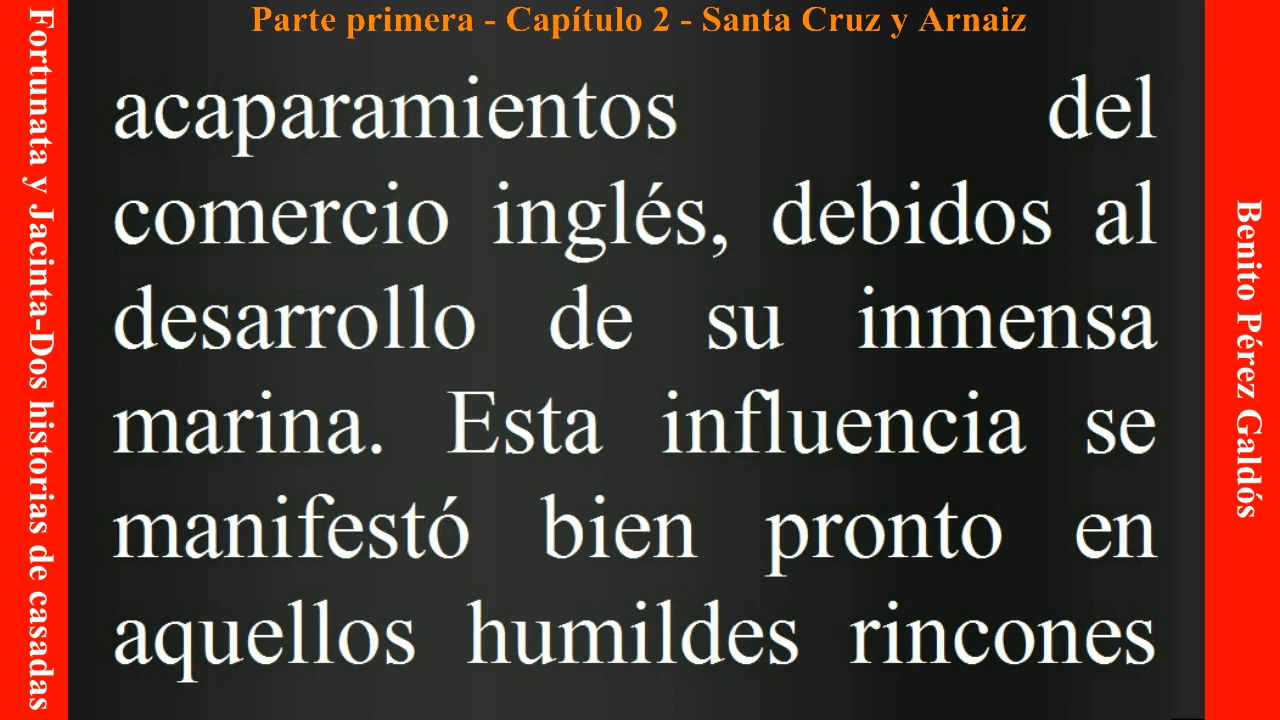 Parte primera - Capítulo 2 - Santa Cruz y Arnaiz
Fortunata y Jacinta-Dos historias de casadas
acaparamientos del
comercio inglés, debidos al
desarrollo de su inmensa
marina. Esta influencia se
manifestó bien pronto en
aquellos humildes rincones
Benito Pérez Galdós